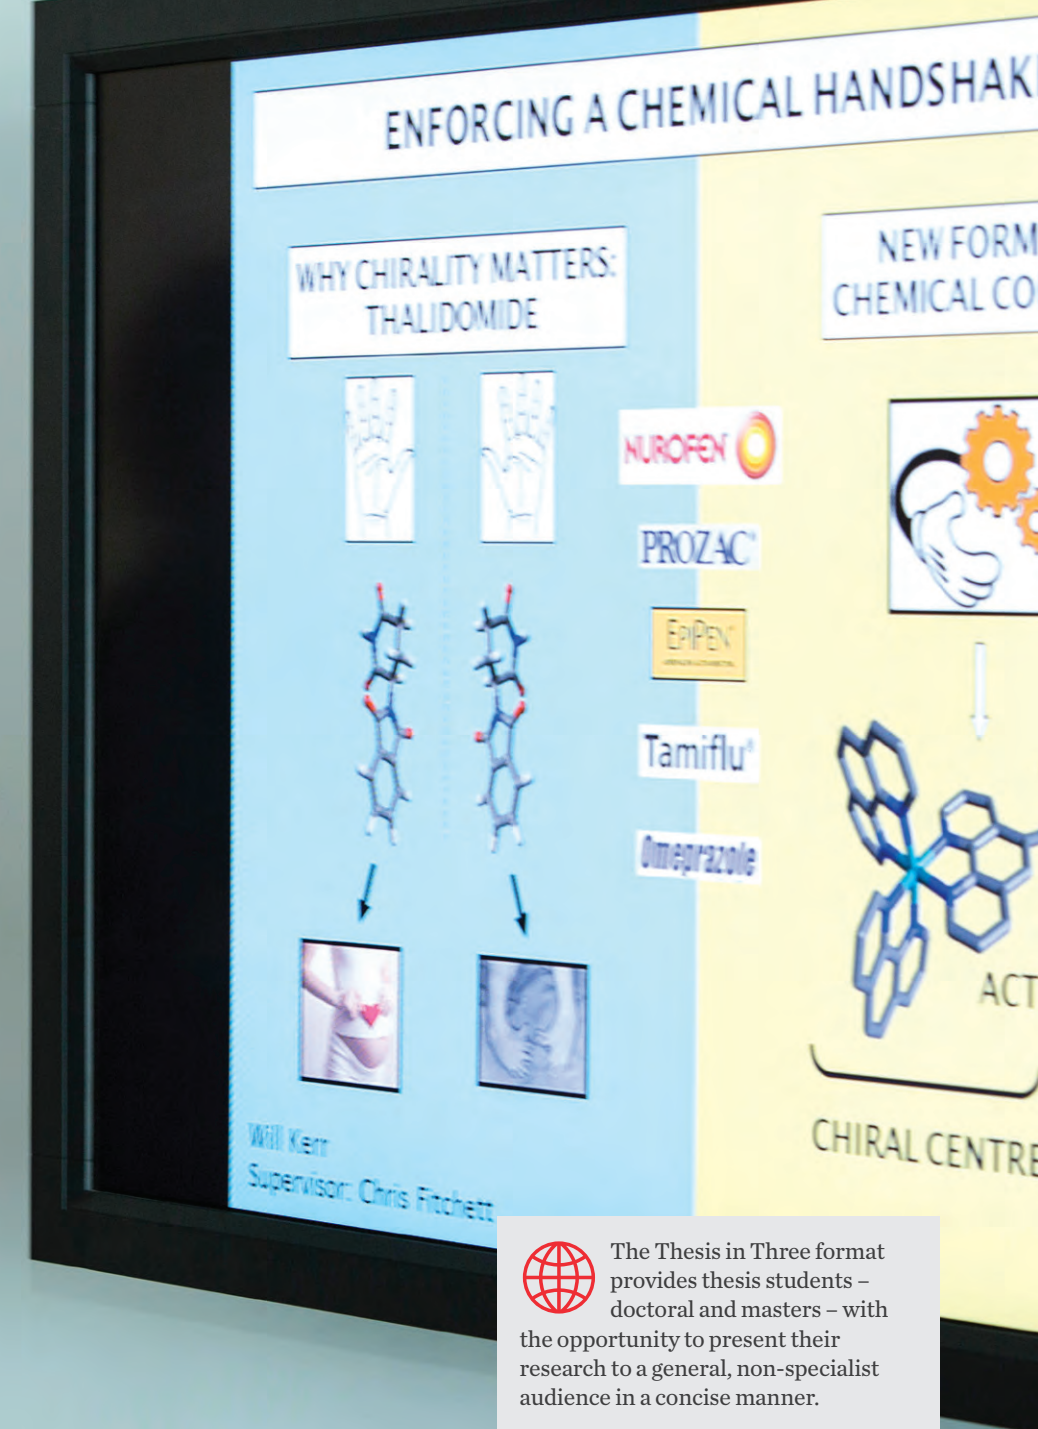 ENFORCING A CHEMICAL HANDSHAK
WHY CHIRALITY MATTERS:
THALIDOMIDE
NEW FORM
CHEMICAL CO
NUROFEN
PROZAC
EPIPEN
Tamiflu®
Omeprazole
ACT
CHIRAL CENTRE
Will Kerr
Supervisor: Chris Fitchett
The Thesis in Three format
provides thesis students –
doctoral and masters – with
the opportunity to present their
research to a general, non-specialist
audience in a concise manner.